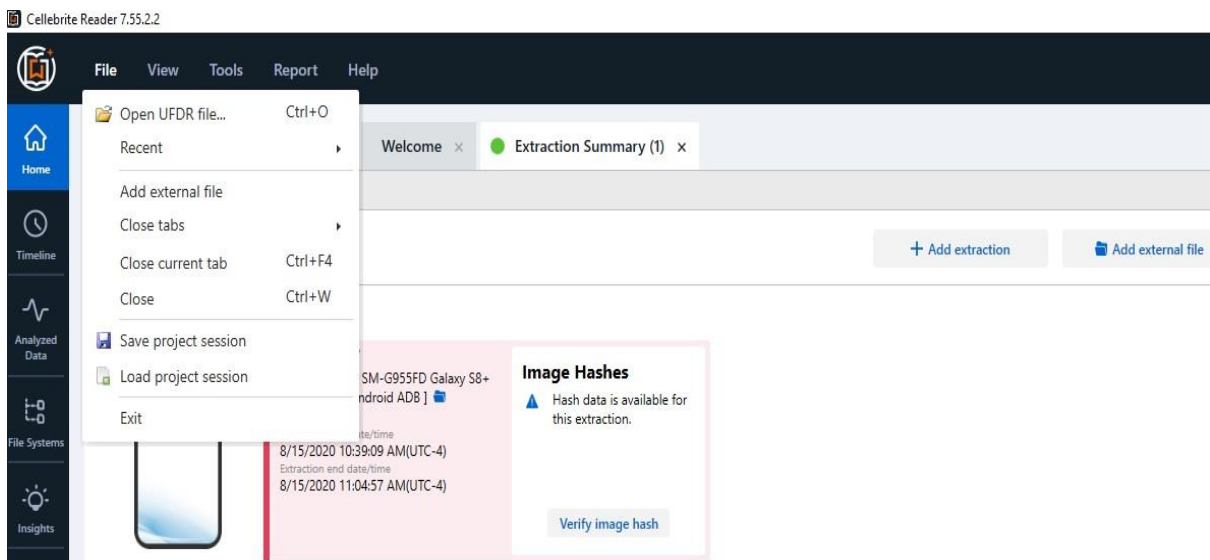 Cellebrite Reader 7.55.2.2
File View Tools Report Help
Open UFDR file... Ctrl+O
Recent
Add external file
Close tabs
Close current tab Ctrl+F4
Close Ctrl+W
Save project session
Load project session
Exit
Home
Timeline
Analyzed
Data
File Systems
Insights
Welcome × Extraction Summary (1) ×
+ Add extraction Add external file
SM-G955FD Galaxy S8+
ADB ]
8/15/2020 10:39:09 AM(UTC-4)
Extraction end date/time
8/15/2020 11:04:57 AM(UTC-4)
Image Hashes
Hash data is available for
this extraction.
Verify image hash